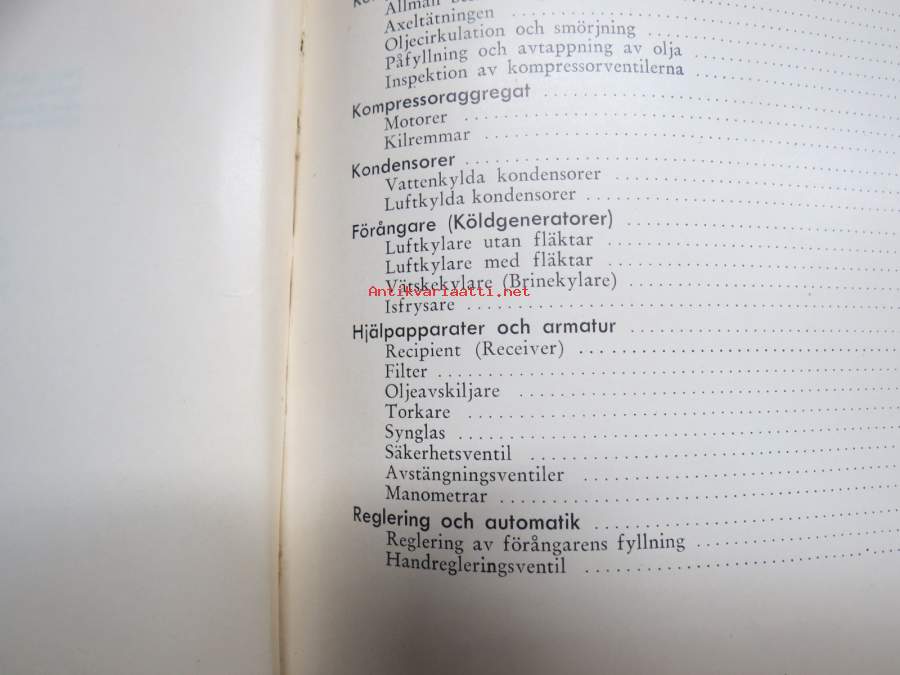 Allmän
Axeltätningen
Oljecirkulation och smörjning
Påfyllning och avtappning av olja
Inspektion av kompressorventilerna
Kompressoraggregat
Motorer
Kilremmar
Kondensorer
Vattenkylda kondensorer
Luftkylda kondensorer
Förångare (Köldgeneratorer)
Luftkylare utan fläktar
Luftkylare med fläktar
Vätskekylare (Brinekylare)
Antikvariaatti.net
Isfrysare
Hjälpapparater och armatur
Recipient (Receiver)
Filter
Oljeavskiljare
Torkare
Synglas
Säkerhetsventil
Avstängningsventiler
Manometrar
Reglering och automatik
Reglering av förångarens fyllning
Handregleringsventil